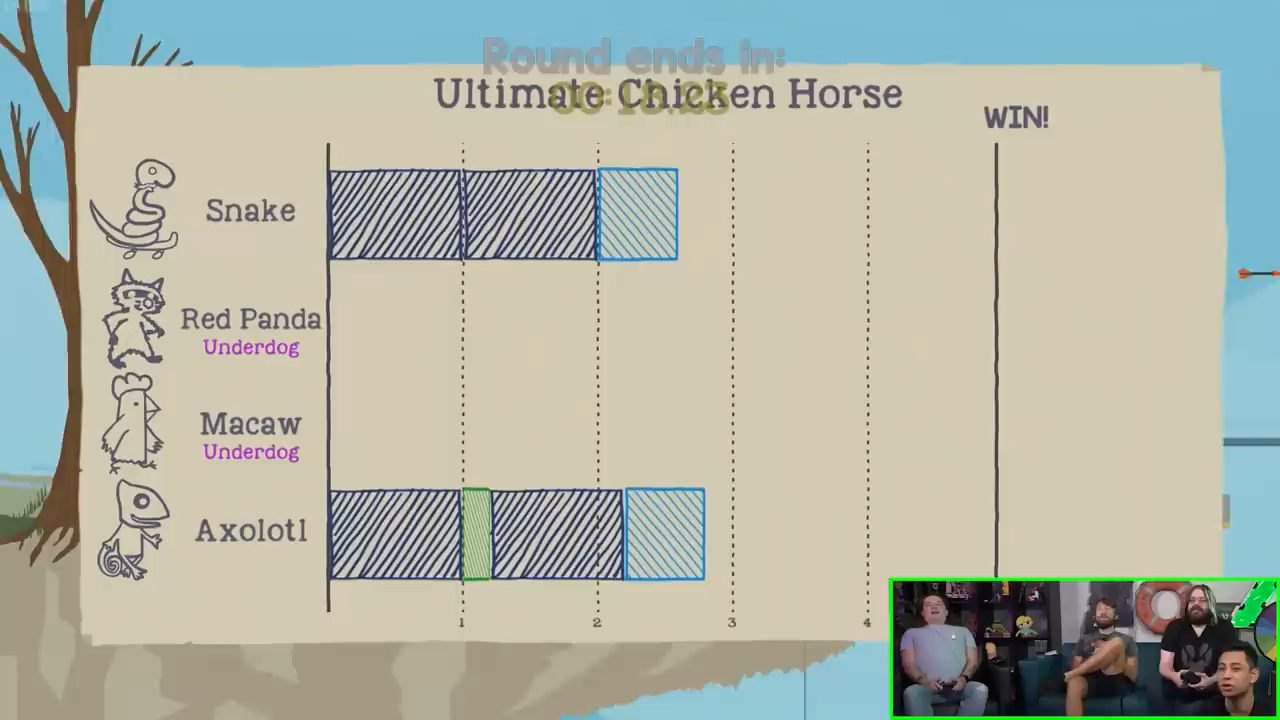 Round ends in:
Ultimate Chicken Horse
WIN!
Snake
Red Panda
Underdog
Macaw
Underdog
Axolotl
1 2 3 4